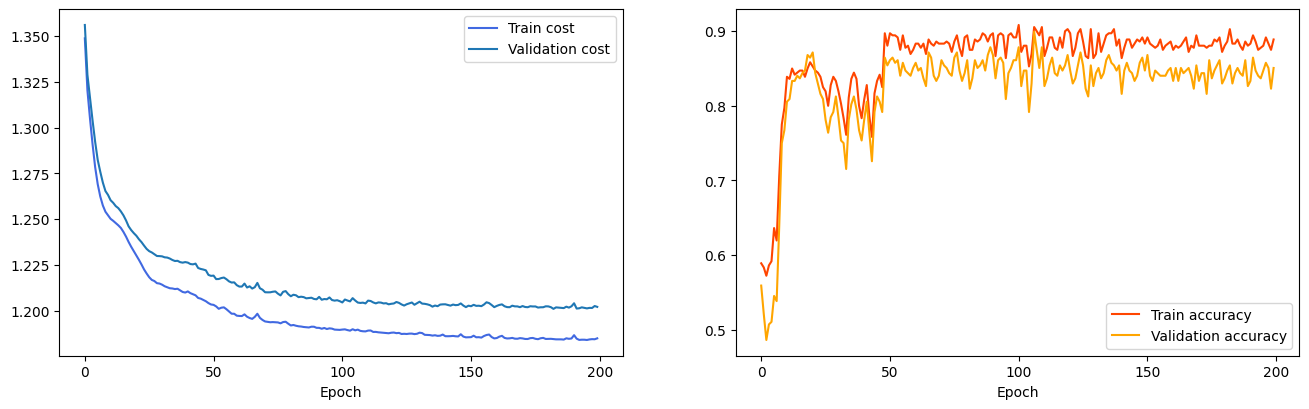 1.350
1.325
1.300
1.275
1.250
1.225
1.200
0 50 100 150 200
Epoch
Train cost
Validation cost
0.9
0.8
0.7
0.6
0.5
0 50 100 150 200
Epoch
Train accuracy
Validation accuracy